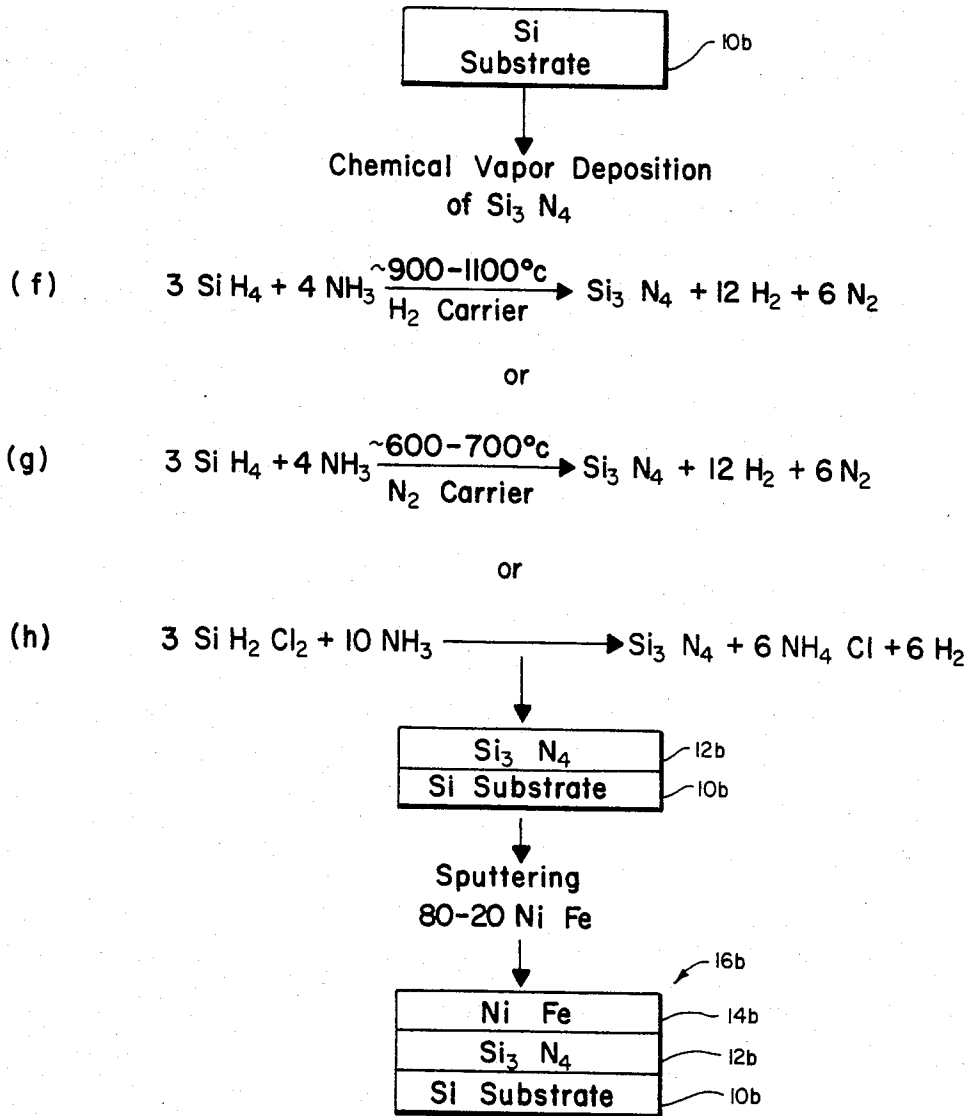 Si
Substrate
10b
Chemical Vapor Deposition
of Si₃ N₄
(f) 3 Si H₄ + 4 NH₃ ~900-1100°c H₂ Carrier Si₃ N₄ + 12 H₂ + 6 N₂
or
(g) 3 Si H₄ + 4 NH₃ ~600-700°c N₂ Carrier Si₃ N₄ + 12 H₂ + 6 N₂
or
(h) 3 Si H₂ Cl₂ + 10 NH₃ Si₃ N₄ + 6 NH₄ Cl + 6 H₂
Si₃ N₄ 12b
Si Substrate 10b
Sputtering
80-20 Ni Fe
16b
Ni Fe 14b
Si₃ N₄ 12b
Si Substrate 10b